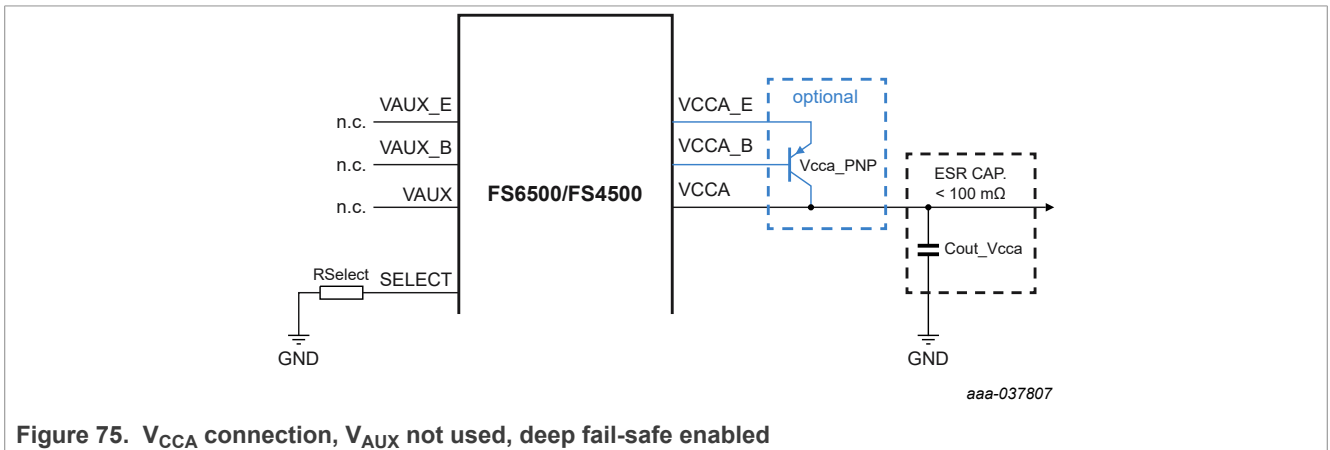 optional
VAUX_E
n.c.
VCCA_E
VAUX_B
n.c.
VCCA_B
Vcca_PNP
VAUX
n.c.
FS6500/FS4500
VCCA
ESR CAP.
< 100 mΩ
Cout_Vcca
RSelect
SELECT
GND
GND
aaa-037807
Figure 75. VCCA connection, VAUX not used, deep fail-safe enabled